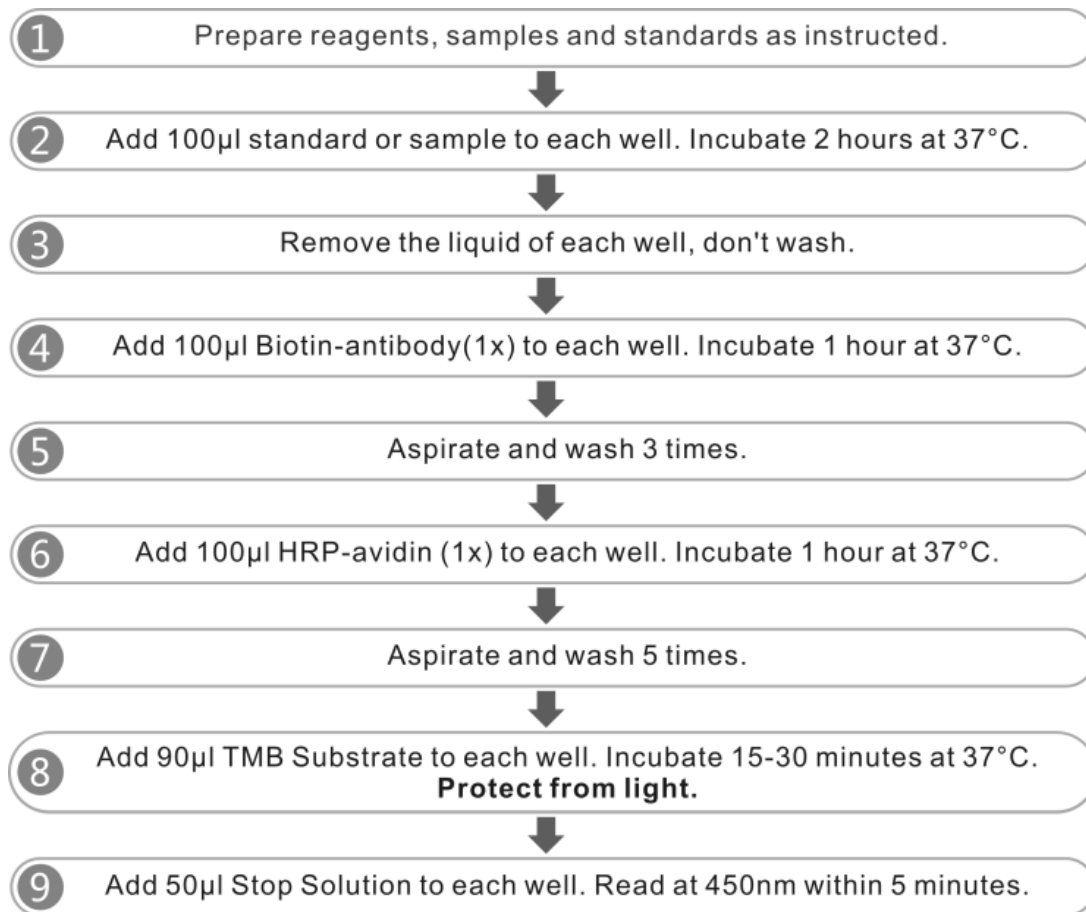 1 Prepare reagents, samples and standards as instructed.
2 Add 100μl standard or sample to each well. Incubate 2 hours at 37°C.
3 Remove the liquid of each well, don't wash.
4 Add 100μl Biotin-antibody(1x) to each well. Incubate 1 hour at 37°C.
5 Aspirate and wash 3 times.
6 Add 100μl HRP-avidin (1x) to each well. Incubate 1 hour at 37°C.
7 Aspirate and wash 5 times.
8 Add 90μl TMB Substrate to each well. Incubate 15-30 minutes at 37°C.
Protect from light.
9 Add 50μl Stop Solution to each well. Read at 450nm within 5 minutes.